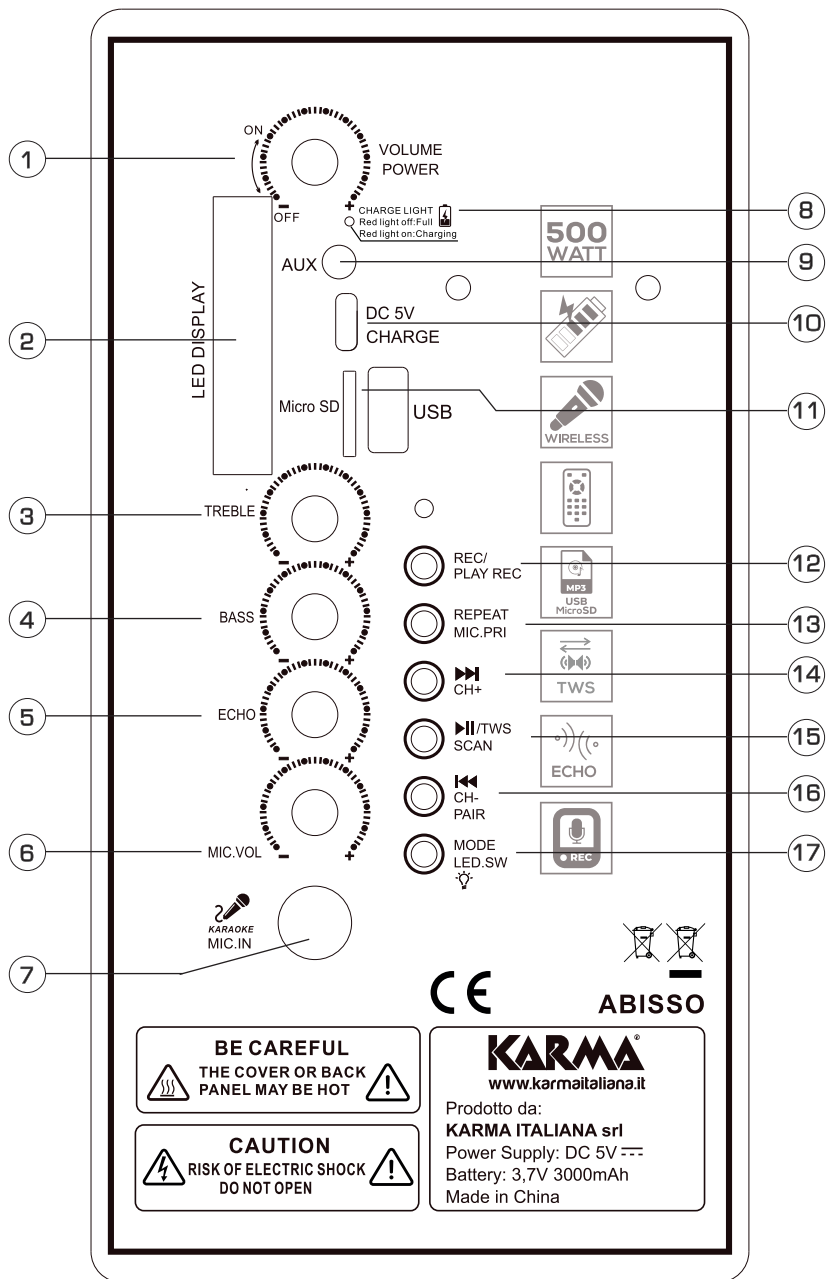 1
ON
VOLUME
POWER
OFF
- +
8
CHARGE LIGHT
Red light off:Full
Red light on:Charging
500
WATT
AUX
9
2
LED DISPLAY
DC 5V
CHARGE
10
Micro SD
USB
11
WIRELESS
3
TREBLE
- +
REC/
PLAY REC
12
MP3
USB
MicroSD
4
BASS
- +
REPEAT
MIC.PRI
13
TWS
5
ECHO
- +
CH+
14
/TWS
SCAN
15
ECHO
CH-
PAIR
16
6
MIC.VOL
- +
MODE
LED.SW
17
REC
KARAOKE
MIC.IN
7
CE
ABISSO
BE CAREFUL
THE COVER OR BACK
PANEL MAY BE HOT
CAUTION
RISK OF ELECTRIC SHOCK
DO NOT OPEN
KARMA®
www.karmaitaliana.it
Prodotto da:
KARMA ITALIANA srl
Power Supply: DC 5V
Battery: 3,7V 3000mAh
Made in China